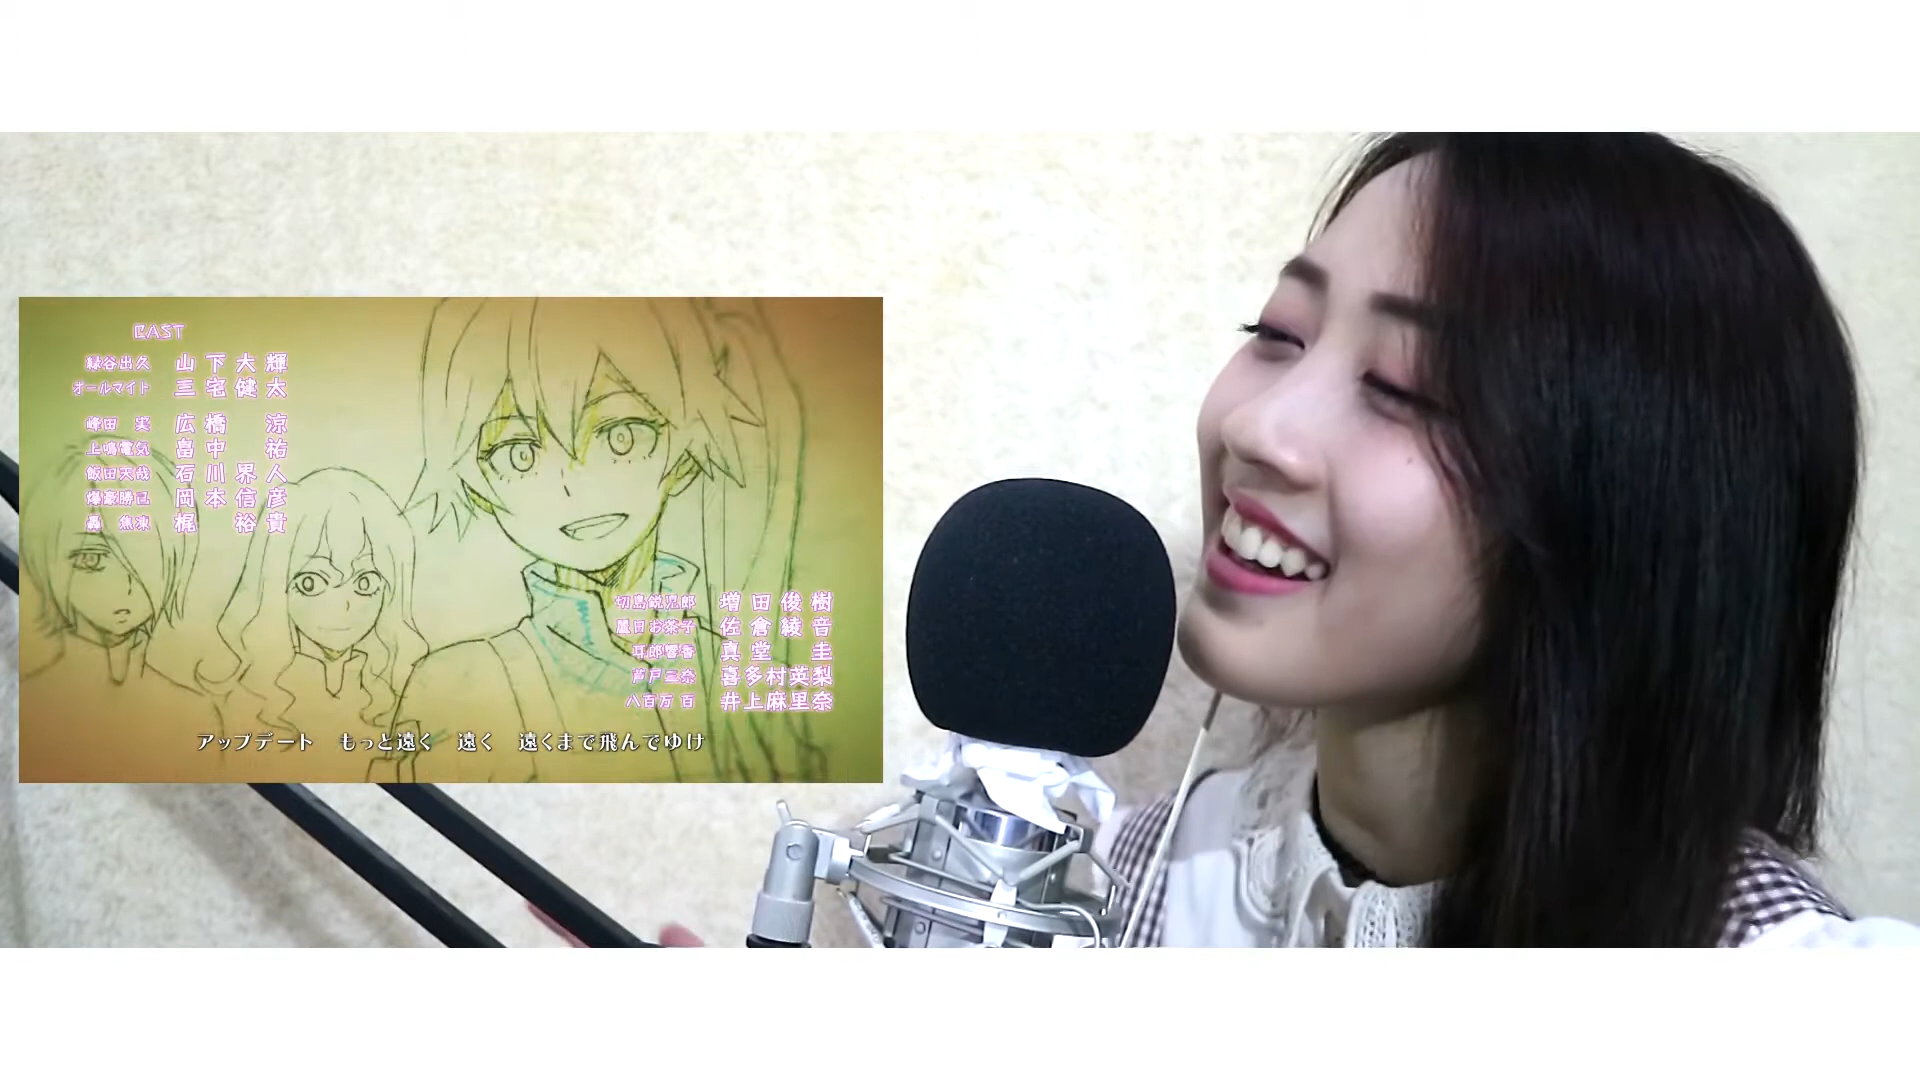 CAST
緑谷出久 山下大輝
オールマイト 三宅健太
峰田 実 広橋 涼
上鳴電気 畠中 祐
飯田天哉 石川界人
爆豪勝己 岡本信彦
轟 焦凍 梶 裕貴
切島鋭児郎 増田俊樹
麗日お茶子 佐倉綾音
耳郎響香 真堂 圭
芦戸三奈 喜多村英梨
八百万 百 井上麻里奈
アップデート もっと遠く 遠く 遠くまで飛んでゆけ